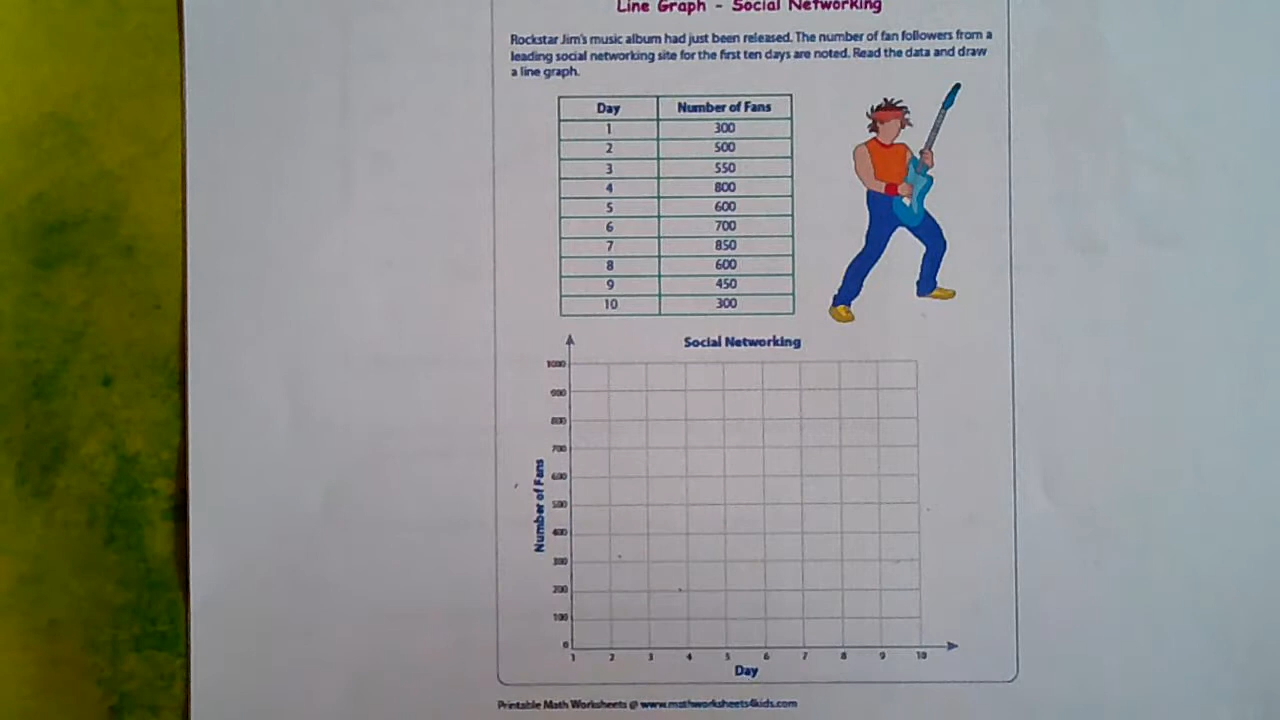 Line Graph - Social Networking
Rockstar Jim's music album had just been released. The number of fan followers from a
leading social networking site for the first ten days are noted. Read the data and draw
a line graph.
Day Number of Fans
1 300
2 500
3 550
4 800
5 600
6 700
7 850
8 600
9 450
10 300
Social Networking
1000
900
800
700
600
500
400
300
200
100
0
Number of Fans
1 2 3 4 5 6 7 8 9 10
Day
Printable Math Worksheets @ www.mathworksheets4kids.com